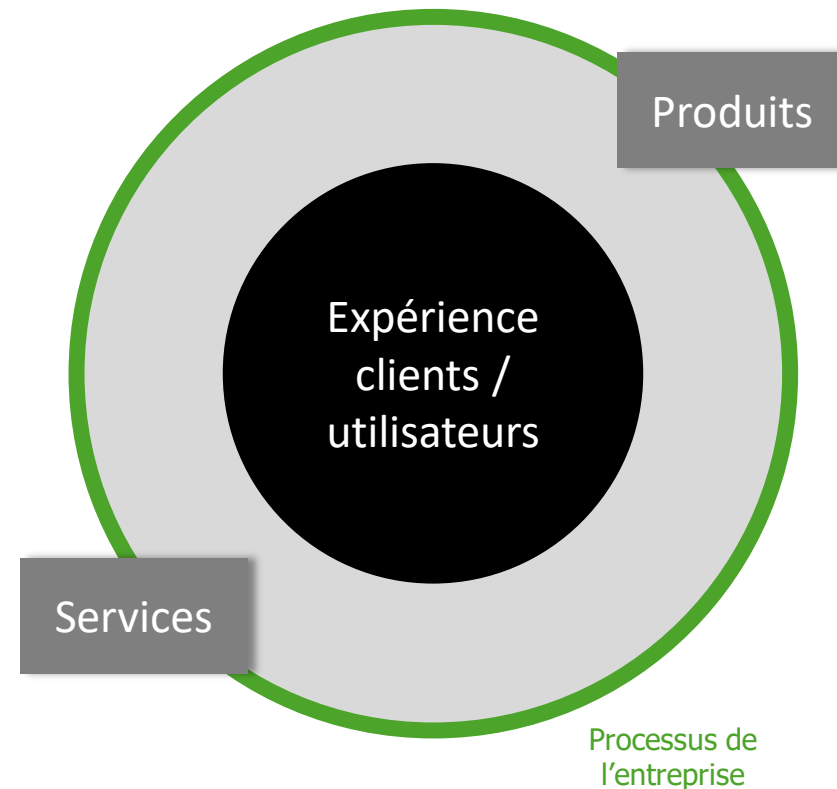 Produits
Expérience
clients /
utilisateurs
Services
Processus de
l’entreprise